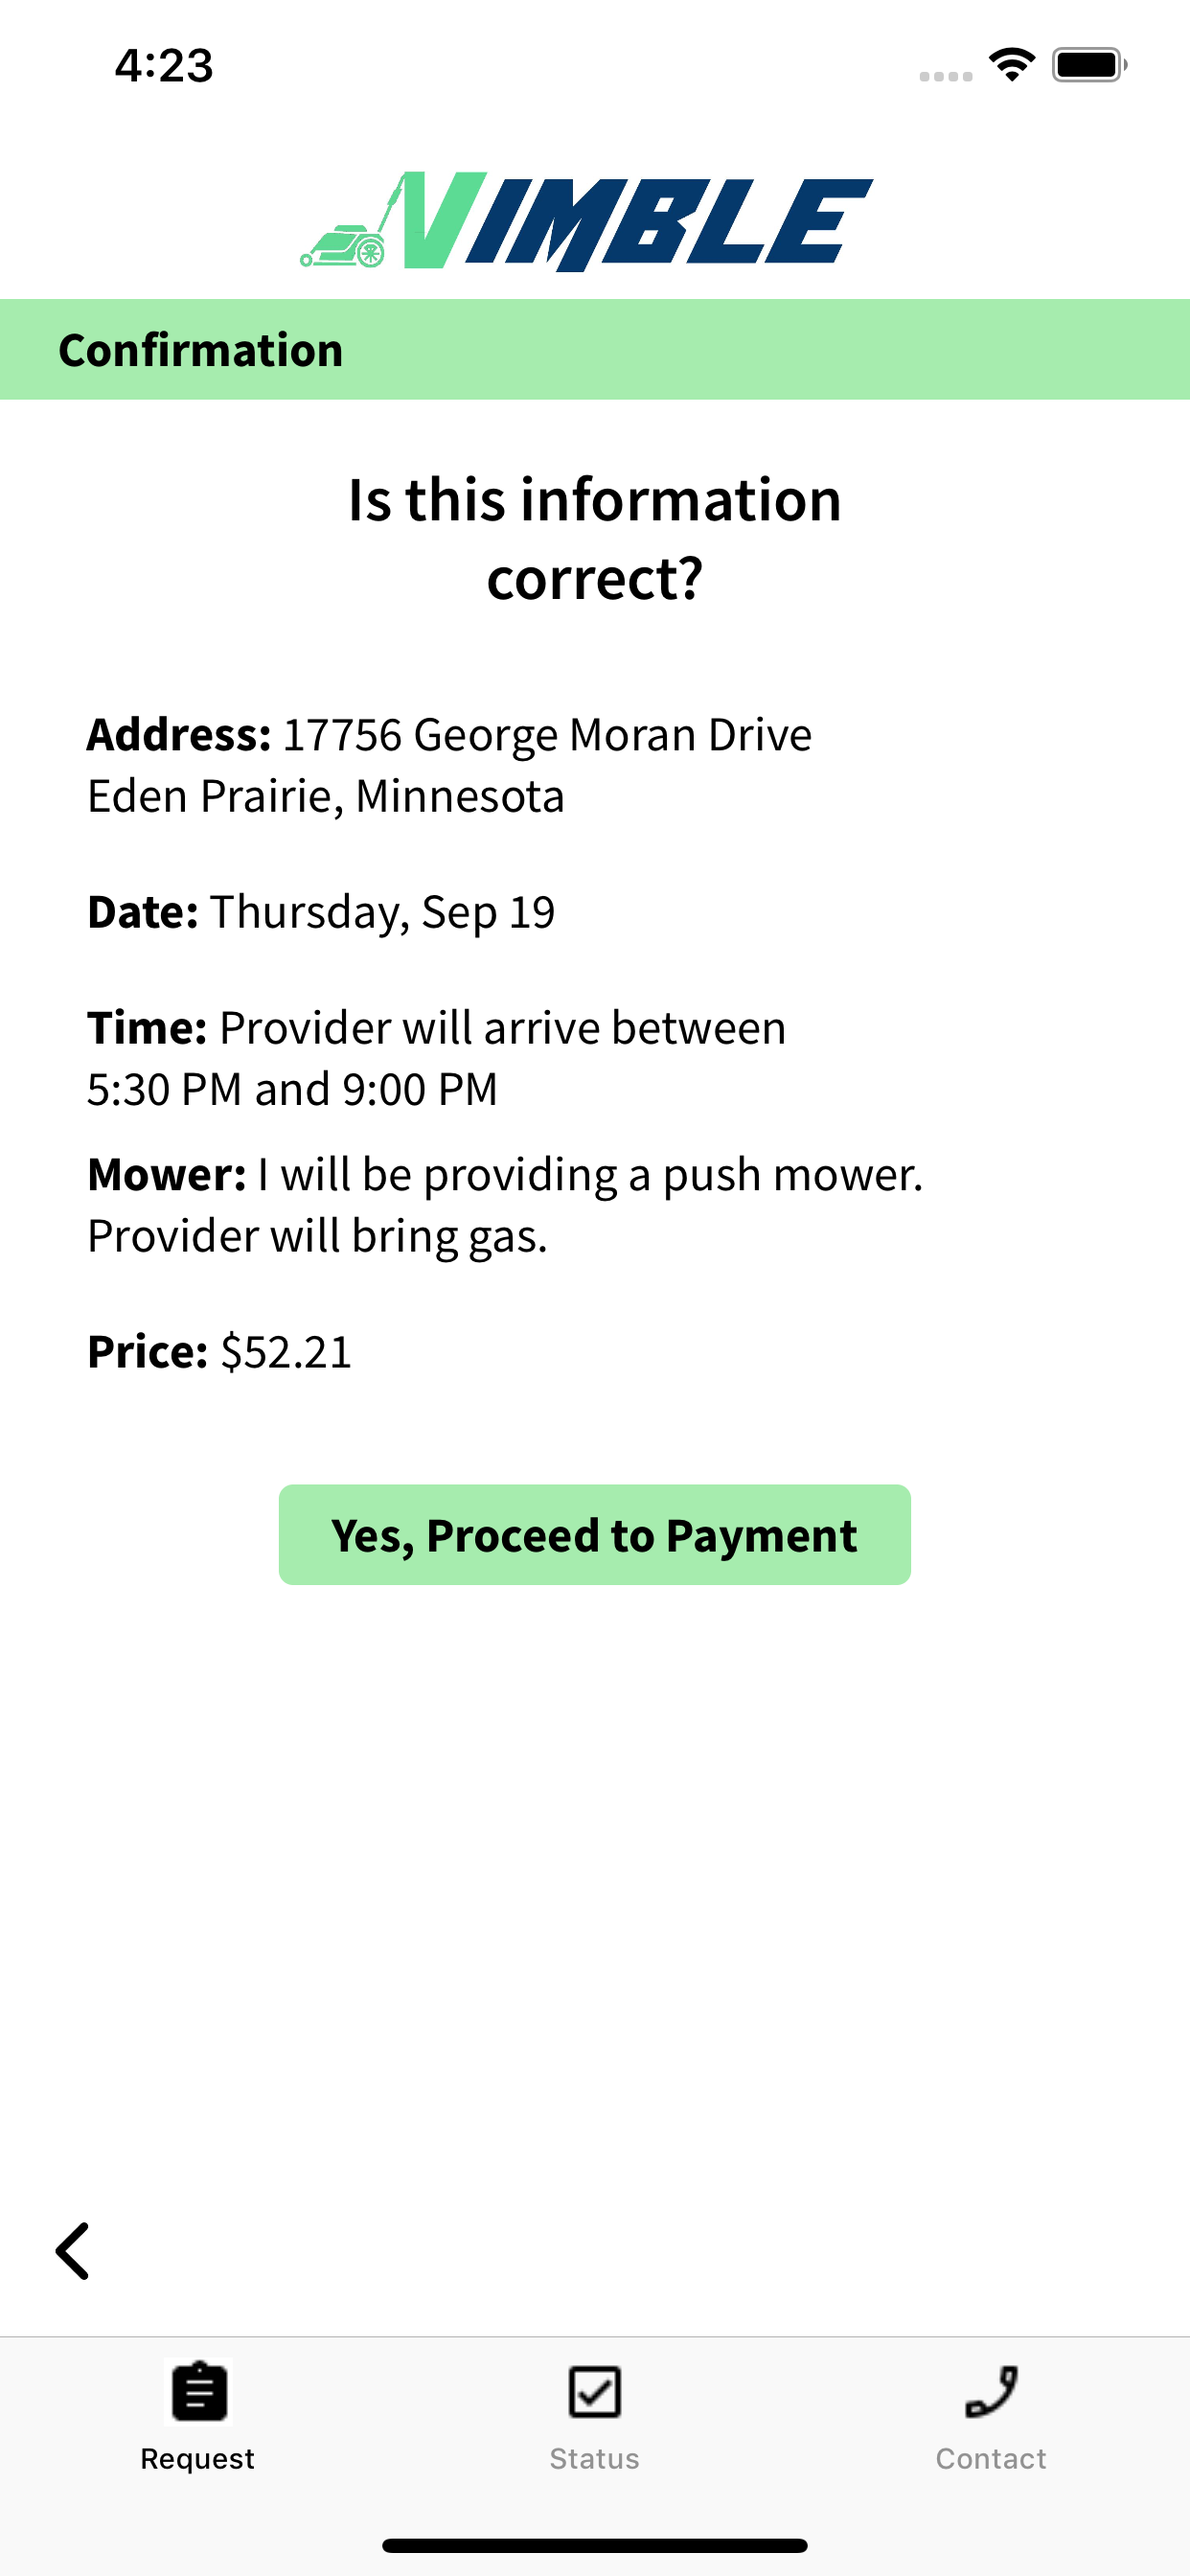 4:23
NIMBLE
Confirmation
Is this information
correct?
Address: 17756 George Moran Drive
Eden Prairie, Minnesota
Date: Thursday, Sep 19
Time: Provider will arrive between
5:30 PM and 9:00 PM
Mower: I will be providing a push mower.
Provider will bring gas.
Price: $52.21
Yes, Proceed to Payment
Request
Status
Contact